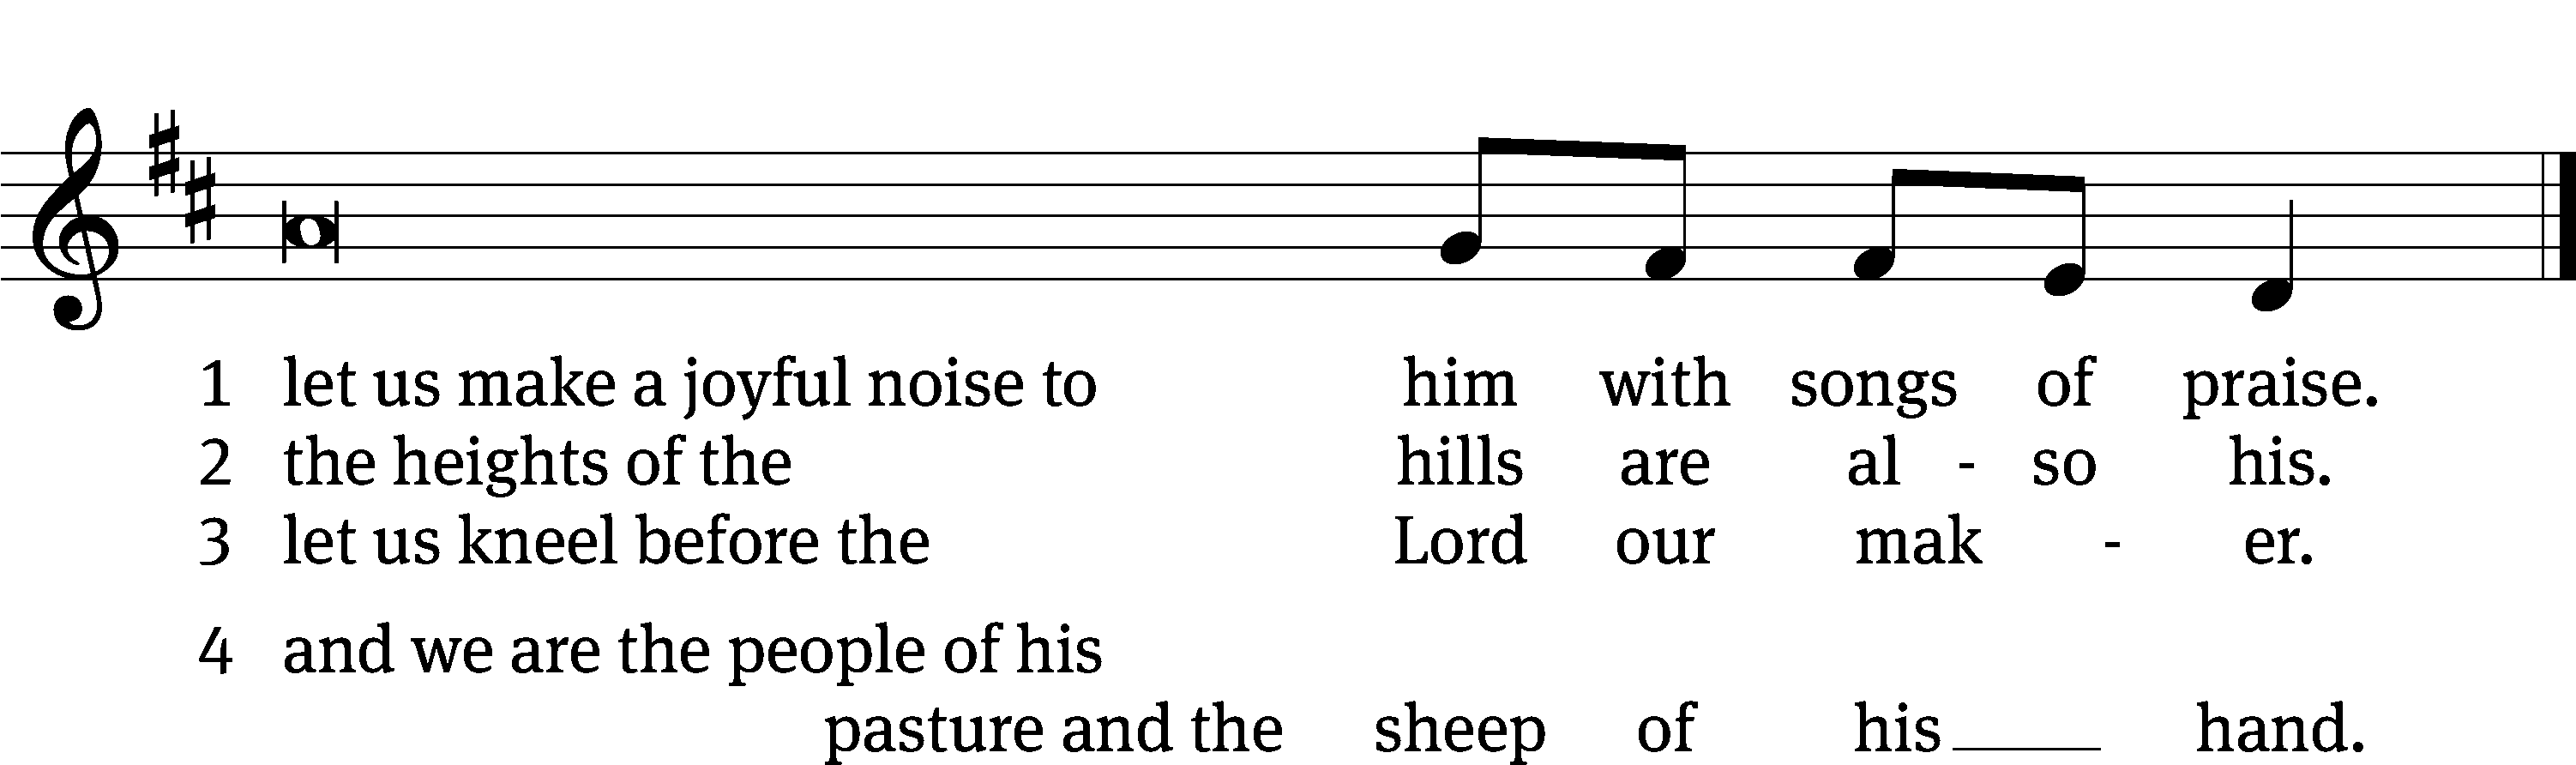 1 let us make a joyful noise to him with songs of praise.
2 the heights of the hills are al - so his.
3 let us kneel before the Lord our mak - er.
4 and we are the people of his
pasture and the sheep of his hand.